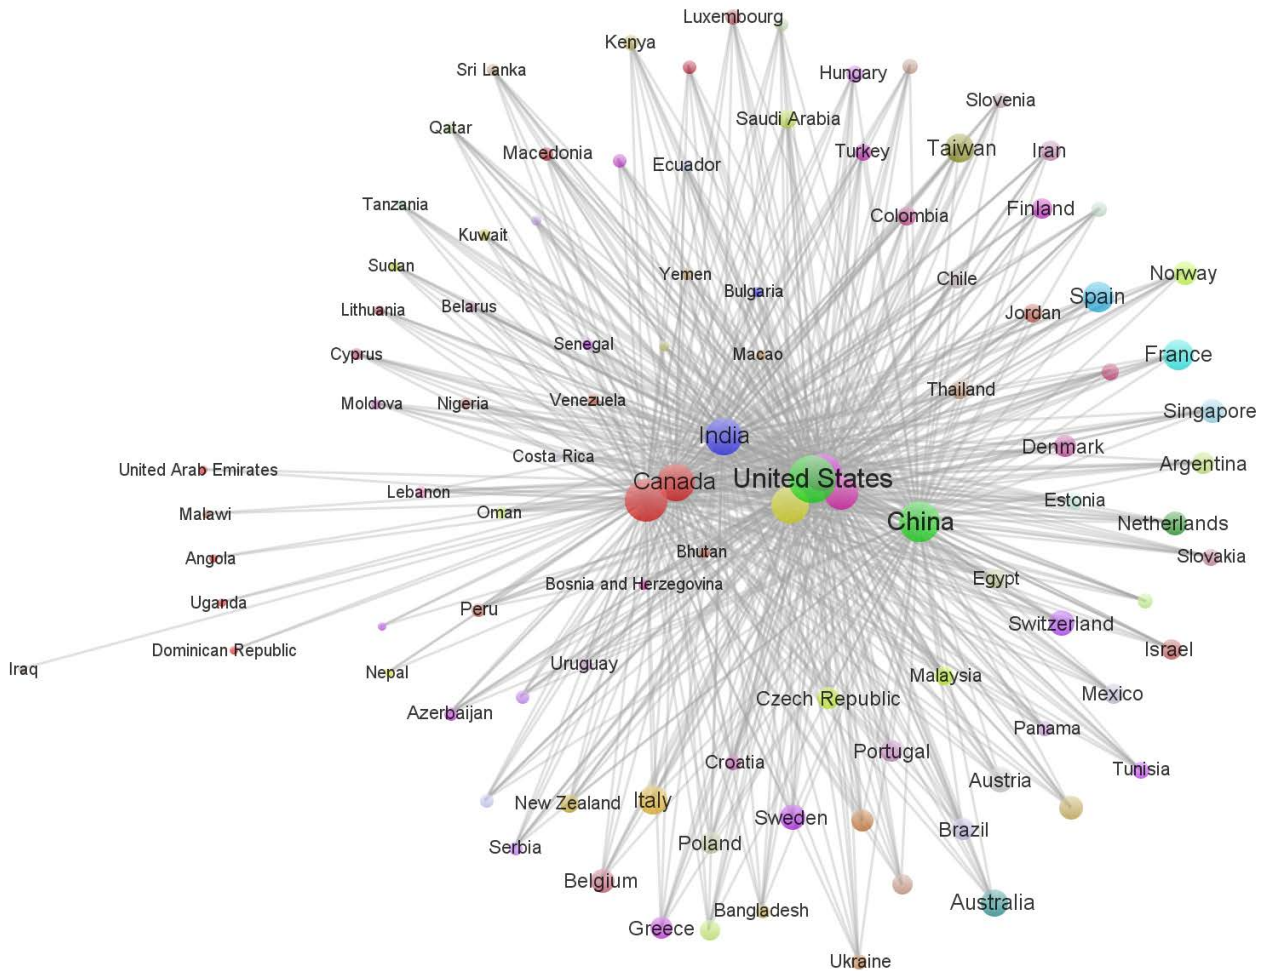 Luxembourg
Kenya
Sri Lanka
Hungary
Slovenia
Saudi Arabia
Qatar
Macedonia
Ecuador
Turkey
Taiwan
Iran
Tanzania
Colombia
Finland
Kuwait
Sudan
Yemen
Chile
Norway
Bulgaria
Spain
Lithuania
Belarus
Jordan
Senegal
Cyprus
Macao
France
Moldova
Nigeria
Venezuela
Thailand
Singapore
India
Denmark
Costa Rica
United Arab Emirates
Argentina
Canada
United States
Lebanon
Estonia
Malawi
Oman
China
Netherlands
Angola
Bhutan
Slovakia
Bosnia and Herzegovina
Egypt
Uganda
Peru
Switzerland
Dominican Republic
Israel
Iraq
Nepal
Uruguay
Malaysia
Mexico
Azerbaijan
Czech Republic
Panama
Croatia
Portugal
Tunisia
Austria
New Zealand
Italy
Sweden
Brazil
Serbia
Poland
Belgium
Australia
Bangladesh
Greece
Ukraine